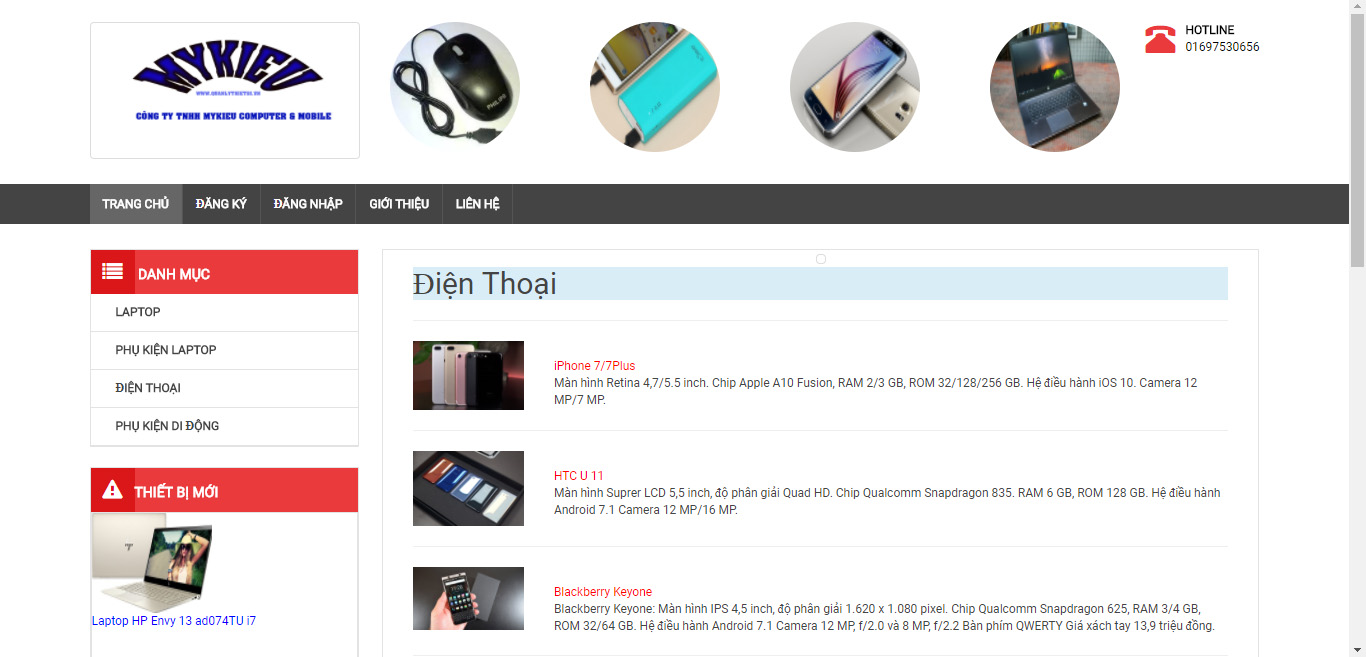 MYKIEU
CÔNG TY TNHH MYKIEU COMPUTER & MOBILE
PHILIPS
HOTLINE
01697530656
TRANG CHỦ
ĐĂNG KÝ
ĐĂNG NHẬP
GIỚI THIỆU
LIÊN HỆ
DANH MỤC
LAPTOP
PHỤ KIỆN LAPTOP
ĐIỆN THOẠI
PHỤ KIỆN DI ĐỘNG
THIẾT BỊ MỚI
Laptop HP Envy 13 ad074TU i7
Điện Thoại
iPhone 7/7Plus
Màn hình Retina 4,7/5.5 inch. Chip Apple A10 Fusion, RAM 2/3 GB, ROM 32/128/256 GB. Hệ điều hành iOS 10. Camera 12
MP/7 MP.
HTC U 11
Màn hình Suprer LCD 5,5 inch, độ phân giải Quad HD. Chip Qualcomm Snapdragon 835. RAM 6 GB, ROM 128 GB. Hệ điều hành
Android 7.1 Camera 12 MP/16 MP.
Blackberry Keyone
Blackberry Keyone: Màn hình IPS 4,5 inch, độ phân giải 1.620 x 1.080 pixel. Chip Qualcomm Snapdragon 625, RAM 3/4 GB,
ROM 32/64 GB. Hệ điều hành Android 7.1 Camera 12 MP, f/2.0 và 8 MP, f/2.2 Bàn phím QWERTY Giá xách tay 13,9 triệu đồng.